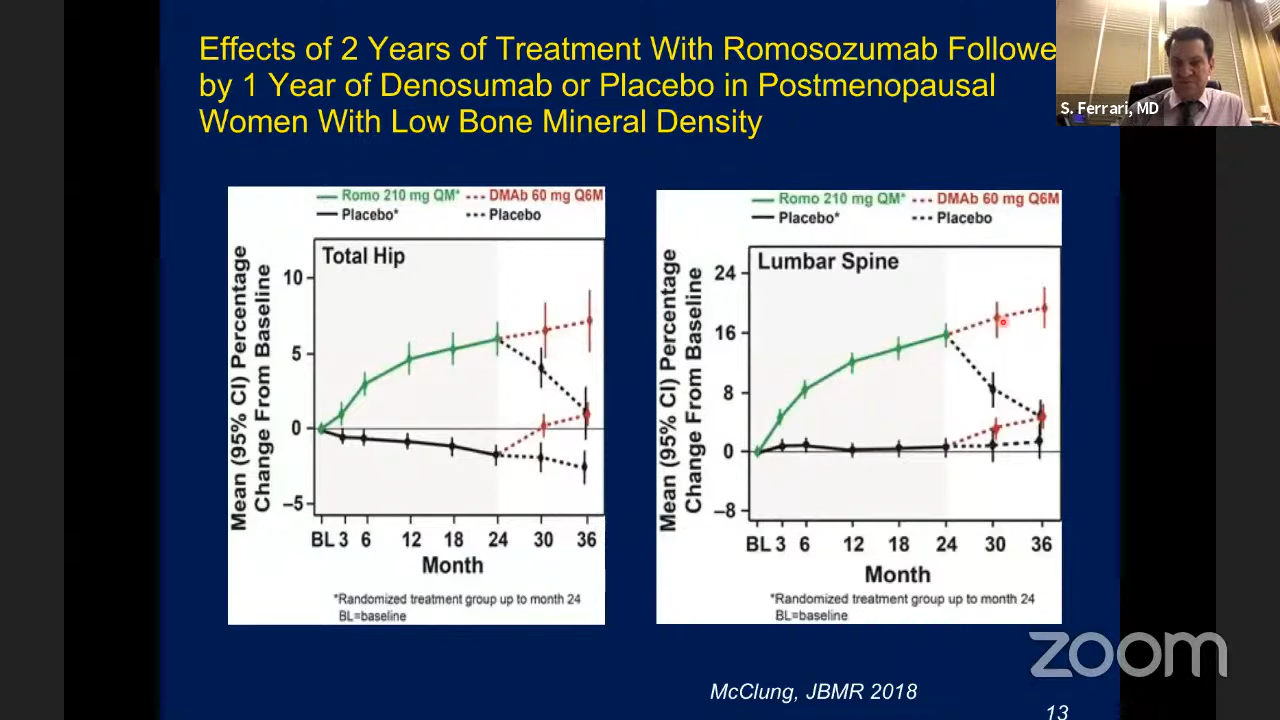 Effects of 2 Years of Treatment With Romosozumab Followe
by 1 Year of Denosumab or Placebo in Postmenopausal
Women With Low Bone Mineral Density
S. Ferrari, MD
Romo 210 mg QM* DMAb 60 mg Q6M
Placebo* Placebo
Total Hip
Mean (95% CI) Percentage
Change From Baseline
10
5
0
–5
BL 3 6 12 18 24 30 36
Month
*Randomized treatment group up to month 24
BL=baseline
Romo 210 mg QM* DMAb 60 mg Q6M
Placebo* Placebo
Lumbar Spine
Mean (95% CI) Percentage
Change From Baseline
24
16
8
0
–8
BL 3 6 12 18 24 30 36
Month
*Randomized treatment group up to month 24
BL=baseline
zoom
McClung, JBMR 2018
13